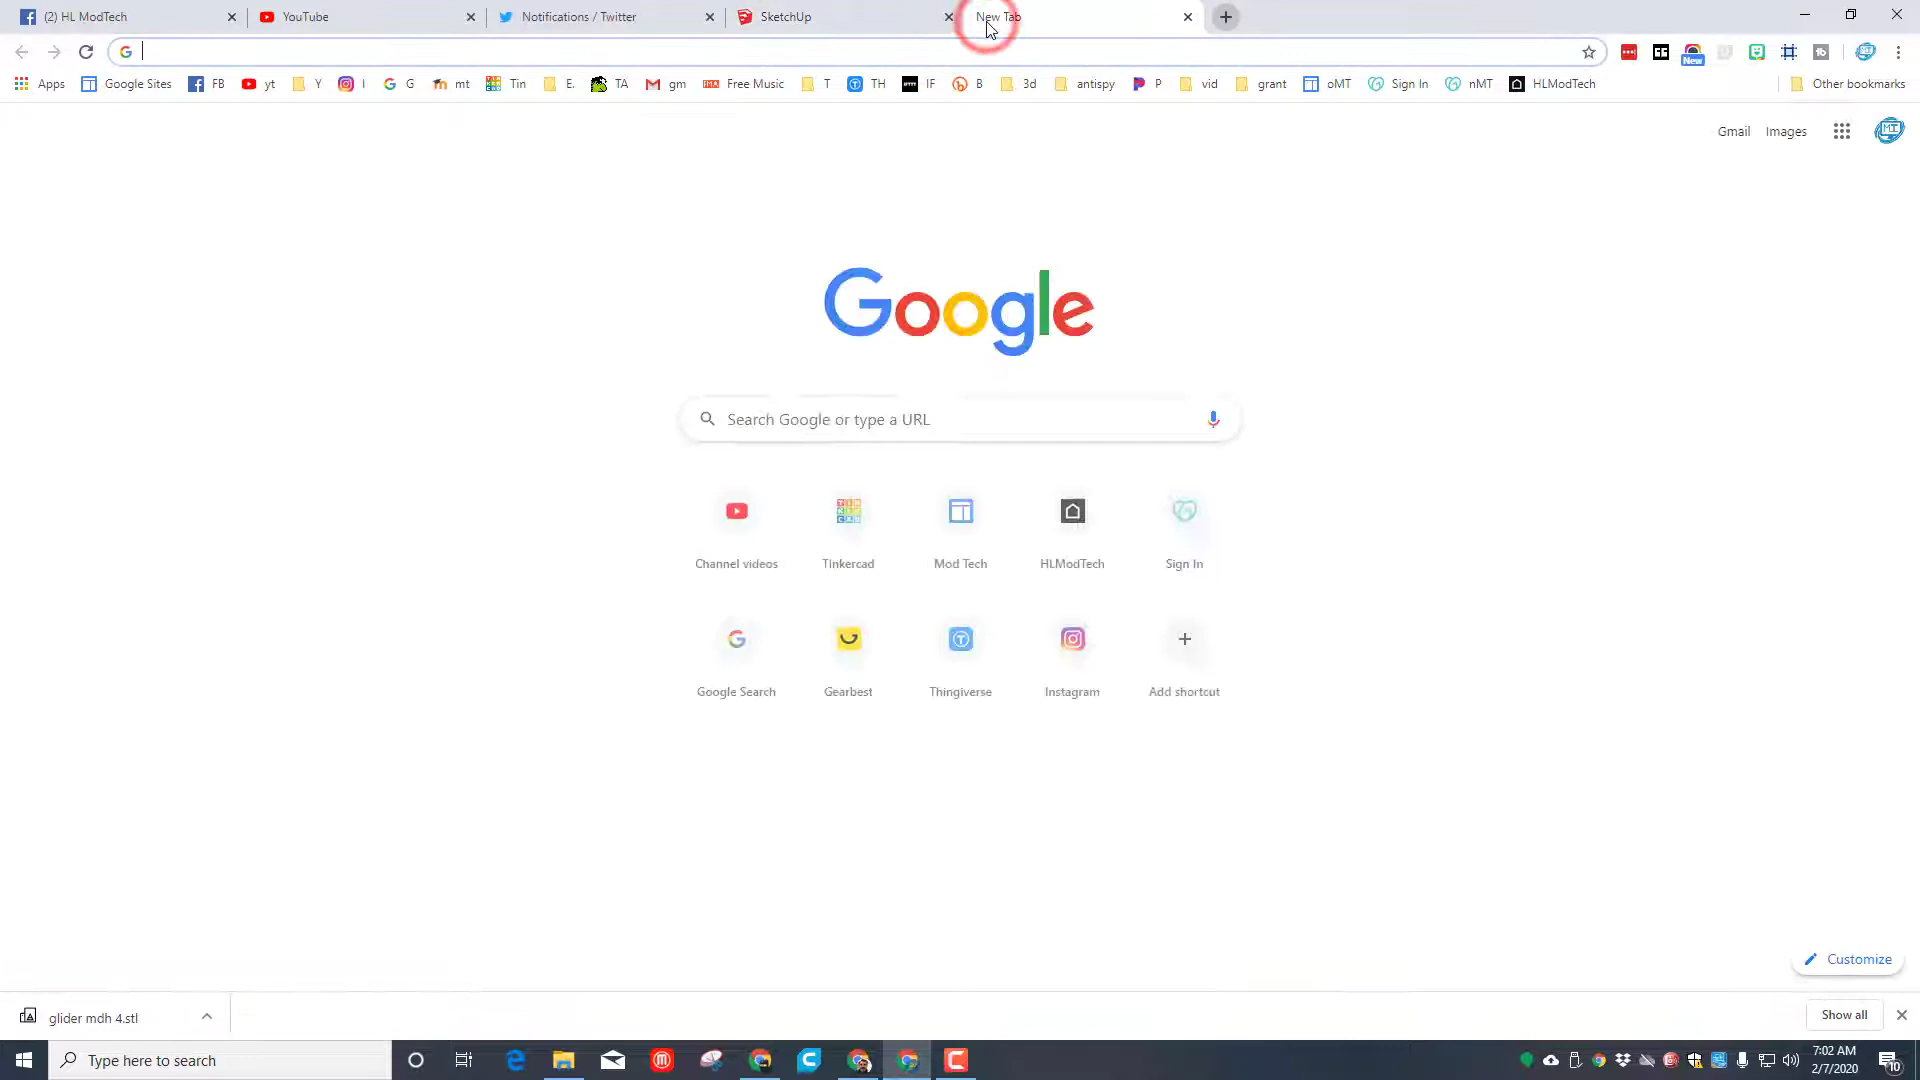 (2) HL ModTech YouTube Notifications / Twitter SketchUp New Tab
Apps Google Sites FB yt Y I G mt Tin E. TA gm Free Music T TH IF B 3d antispy P vid grant oMT Sign In nMT HLModTech Other bookmarks
Gmail Images
Google
Search Google or type a URL
Channel videos Tinkercad Mod Tech HLModTech Sign In
Google Search Gearbest Thingiverse Instagram Add shortcut
Customize
glider mdh 4.stl Show all
Type here to search
7:02 AM
2/7/2020
10
New